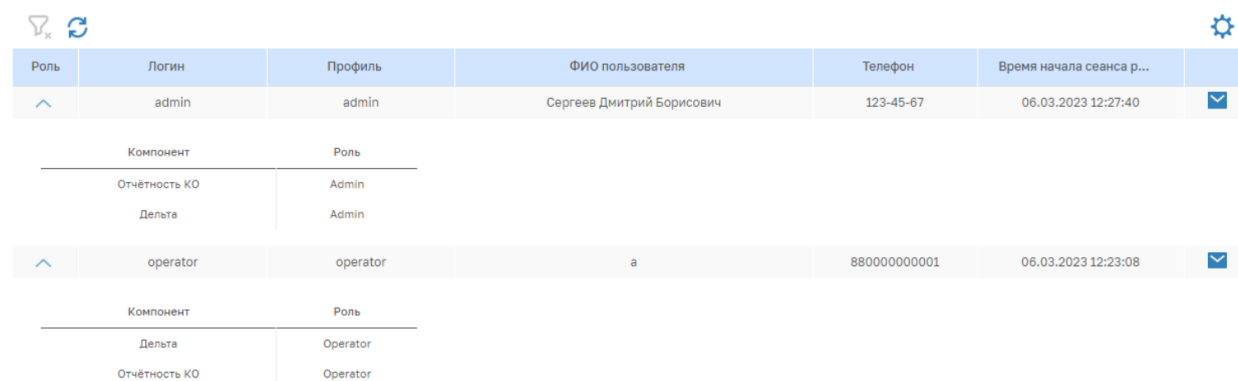 Роль Логин Профиль ФИО пользователя Телефон Время начала сеанса р...
admin admin Сергеев Дмитрий Борисович 123-45-67 06.03.2023 12:27:40
Компонент Роль
Отчётность КО Admin
Дельта Admin
operator operator а 880000000001 06.03.2023 12:23:08
Компонент Роль
Дельта Operator
Отчётность КО Operator